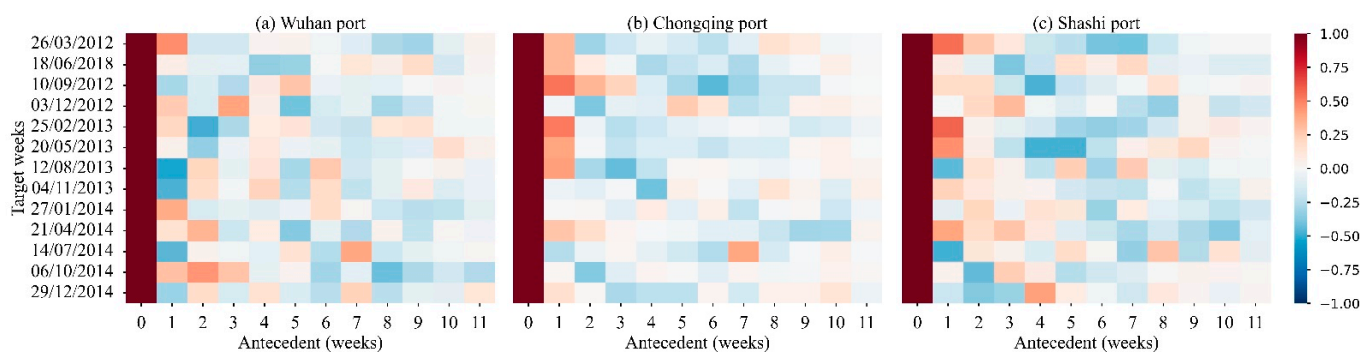 (a) Wuhan port
(b) Chongqing port
(c) Shashi port
Target weeks
26/03/2012
18/06/2018
10/09/2012
03/12/2012
25/02/2013
20/05/2013
12/08/2013
04/11/2013
27/01/2014
21/04/2014
14/07/2014
06/10/2014
29/12/2014
0 1 2 3 4 5 6 7 8 9 10 11
0 1 2 3 4 5 6 7 8 9 10 11
0 1 2 3 4 5 6 7 8 9 10 11
Antecedent (weeks)
Antecedent (weeks)
Antecedent (weeks)
1.00
0.75
0.50
0.25
0.00
−0.25
−0.50
−0.75
−1.00